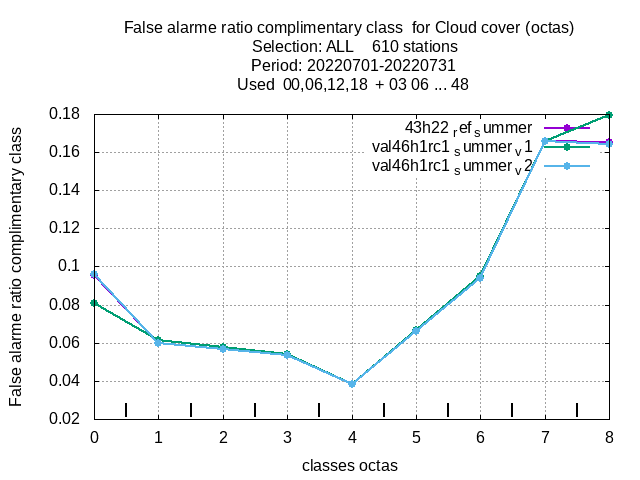 False alarme ratio complimentary class  for Cloud cover (octas)
Selection: ALL    610 stations
Period: 20220701-20220731
Used  00,06,12,18  + 03 06 ... 48
False alarme ratio complimentary class
0.18
0.16
0.14
0.12
0.1
0.08
0.06
0.04
0.02
43h22 ref summer
val46h1rc1 summer v1
val46h1rc1 summer v2
0 1 2 3 4 5 6 7 8
classes octas